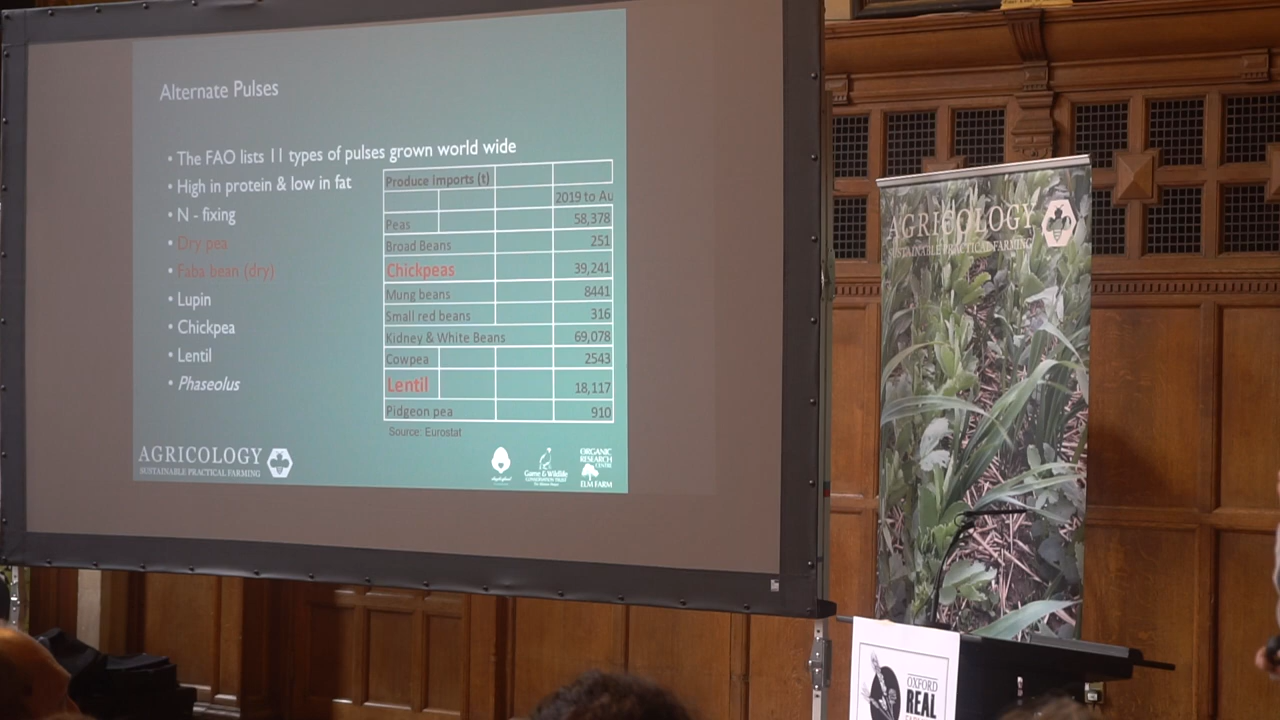 Alternate Pulses
• The FAO lists 11 types of pulses grown world wide
• High in protein & low in fat
• N - fixing
• Dry pea
• Faba bean (dry)
• Lupin
• Chickpea
• Lentil
• Phaseolus
Produce imports (t)
2019 to Au
Peas 58,378
Broad Beans 251
Chickpeas 39,241
Mung beans 8441
Small red beans 316
Kidney & White Beans 69,078
Cowpea 2543
Lentil 18,117
Pidgeon pea 910
Source: Eurostat
AGRICOLOGY
SUSTAINABLE PRACTICAL FARMING
Game & Wildlife
CONSERVATION TRUST
ORGANIC
RESEARCH
CENTRE
ELM FARM
AGRICOLOGY
SUSTAINABLE PRACTICAL FARMING
OXFORD
REAL